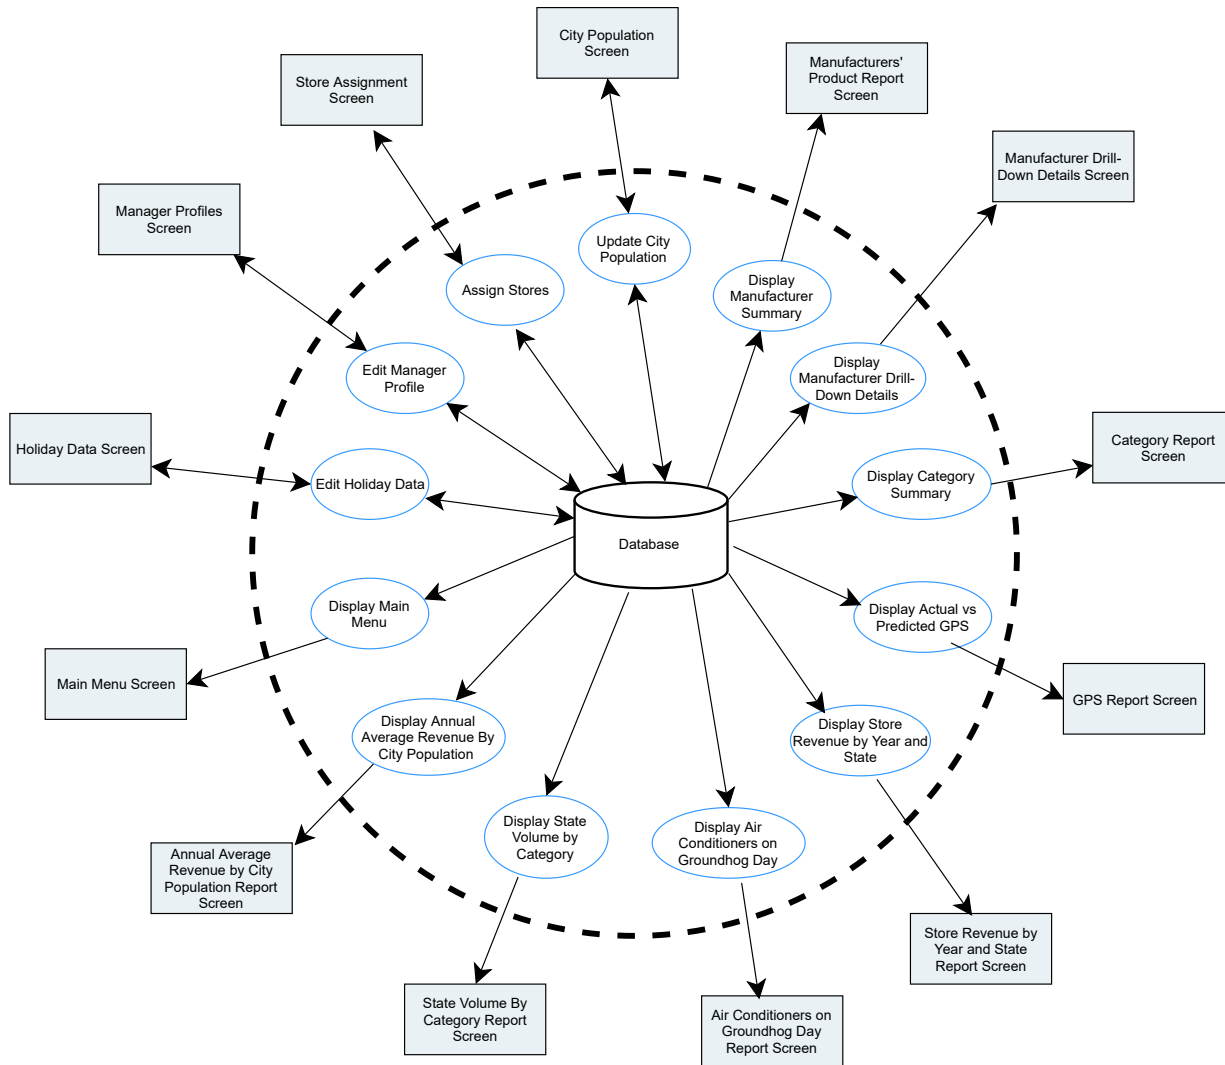 City Population
Screen
Manufacturers'
Product Report
Screen
Store Assignment
Screen
Manufacturer Drill-
Down Details Screen
Manager Profiles
Screen
Update City
Population
Assign Stores
Display
Manufacturer
Summary
Edit Manager
Profile
Display
Manufacturer Drill-
Down Details
Holiday Data Screen
Category Report
Screen
Edit Holiday Data
Display Category
Summary
Database
Display Main
Menu
Display Actual vs
Predicted GPS
Main Menu Screen
GPS Report Screen
Display Annual
Average Revenue By
City Population
Display Store
Revenue by Year and
State
Display State
Volume by
Category
Display Air
Conditioners on
Groundhog Day
Annual Average
Revenue by City
Population Report
Screen
Store Revenue by
Year and State
Report Screen
State Volume By
Category Report
Screen
Air Conditioners on
Groundhog Day
Report Screen